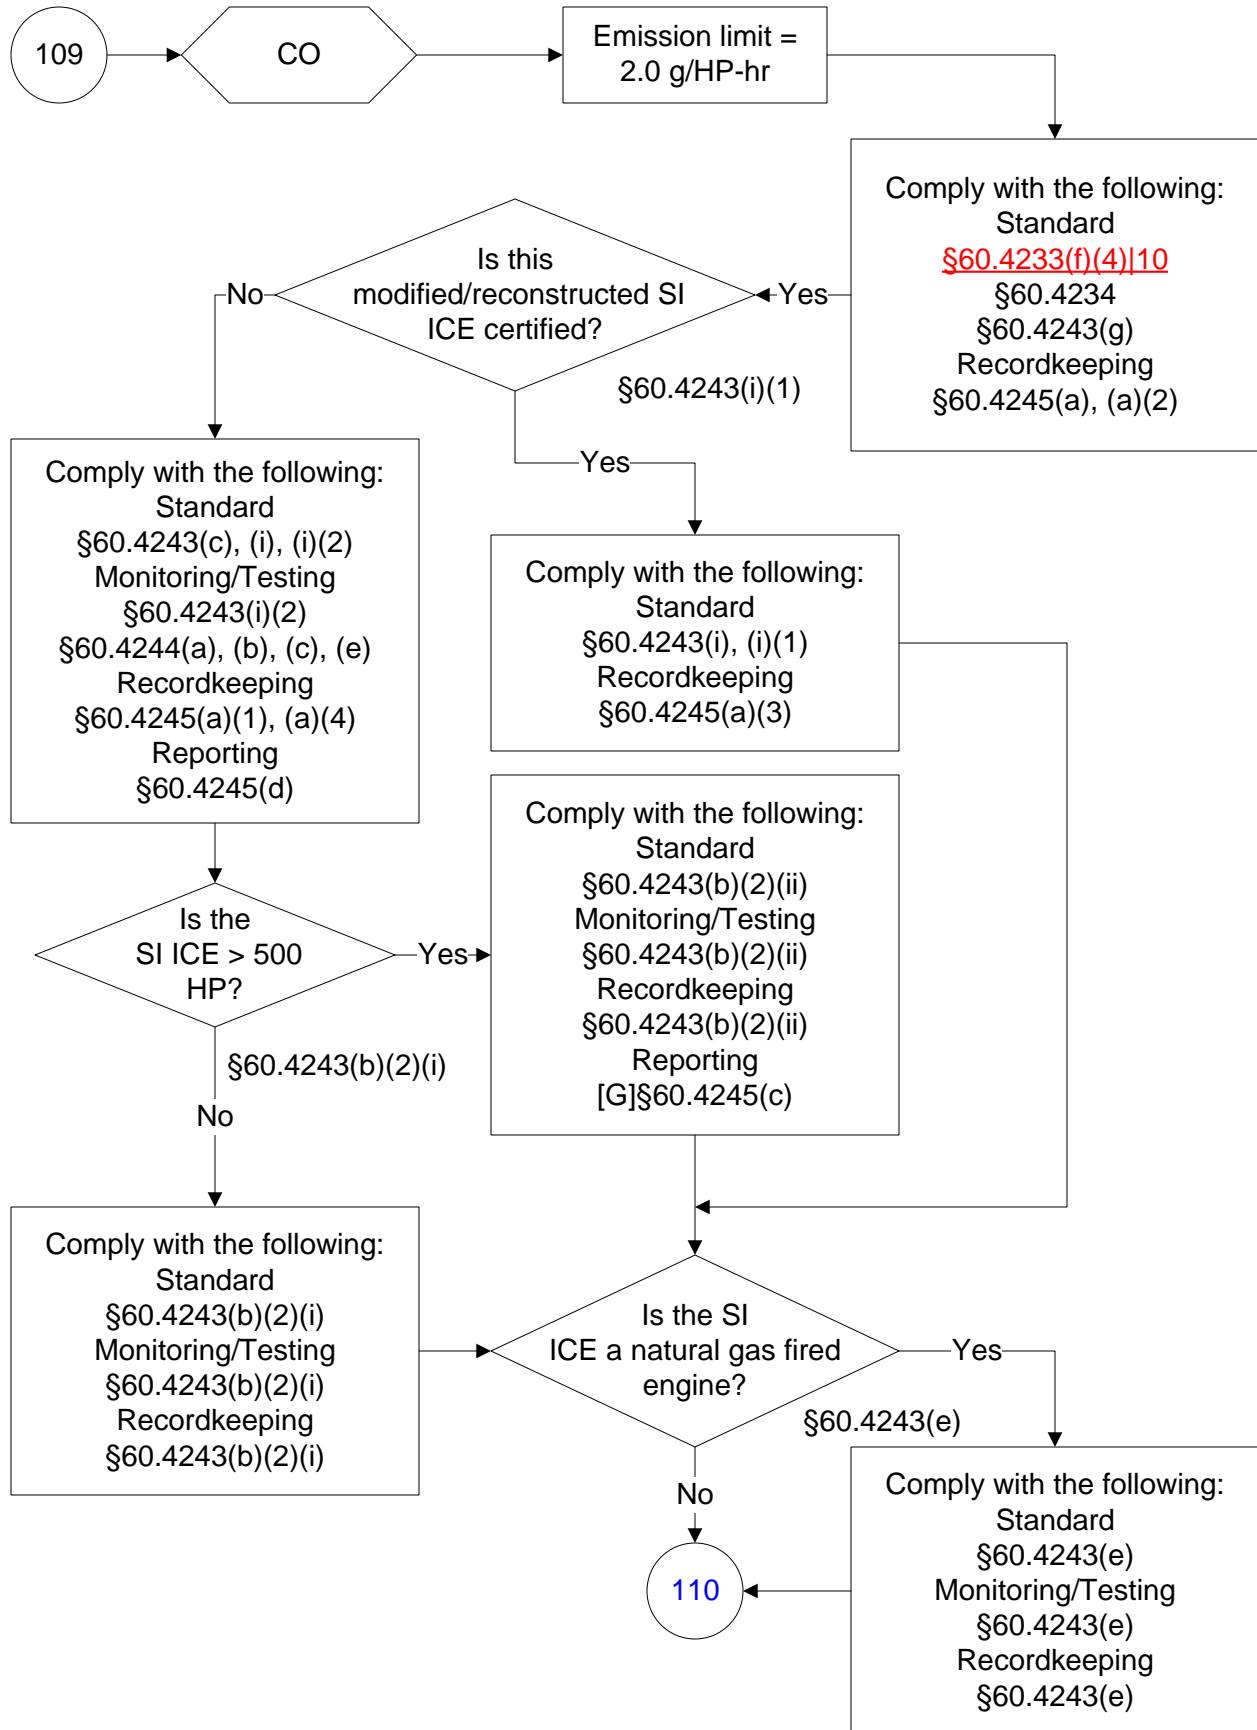 109
CO
Emission limit =
2.0 g/HP-hr
Comply with the following:
Standard
§60.4233(f)(4)|10
§60.4234
§60.4243(g)
Recordkeeping
§60.4245(a), (a)(2)
Yes
Is this
modified/reconstructed SI
ICE certified?
No
§60.4243(i)(1)
Yes
Comply with the following:
Standard
§60.4243(c), (i), (i)(2)
Monitoring/Testing
§60.4243(i)(2)
§60.4244(a), (b), (c), (e)
Recordkeeping
§60.4245(a)(1), (a)(4)
Reporting
§60.4245(d)
Comply with the following:
Standard
§60.4243(i), (i)(1)
Recordkeeping
§60.4245(a)(3)
Is the
SI ICE > 500
HP?
Yes
Comply with the following:
Standard
§60.4243(b)(2)(ii)
Monitoring/Testing
§60.4243(b)(2)(ii)
Recordkeeping
§60.4243(b)(2)(ii)
Reporting
[G]§60.4245(c)
§60.4243(b)(2)(i)
No
Comply with the following:
Standard
§60.4243(b)(2)(i)
Monitoring/Testing
§60.4243(b)(2)(i)
Recordkeeping
§60.4243(b)(2)(i)
Is the SI
ICE a natural gas fired
engine?
Yes
§60.4243(e)
No
Comply with the following:
Standard
§60.4243(e)
Monitoring/Testing
§60.4243(e)
Recordkeeping
§60.4243(e)
110